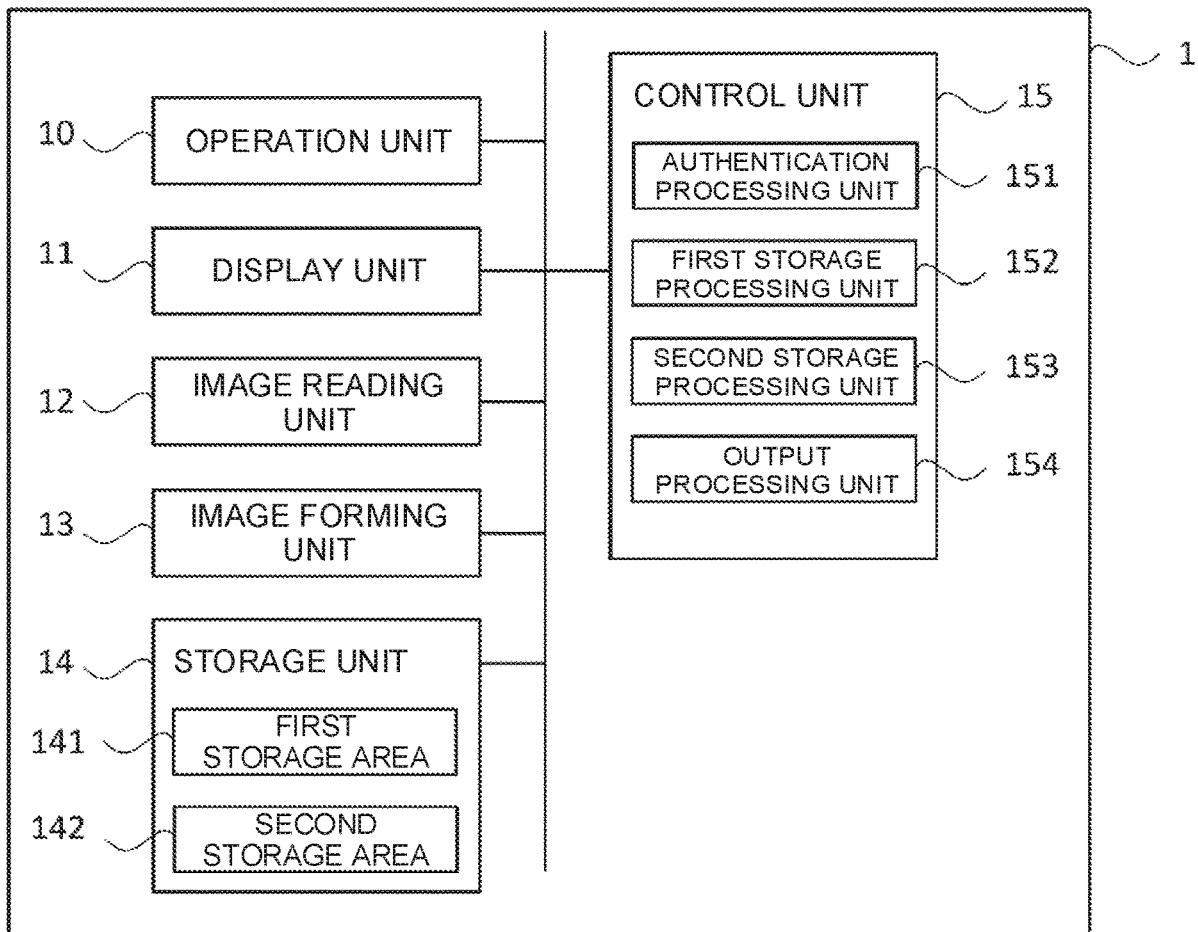 1
10
OPERATION UNIT
11
DISPLAY UNIT
12
IMAGE READING
UNIT
13
IMAGE FORMING
UNIT
14
STORAGE UNIT
141
FIRST
STORAGE AREA
142
SECOND
STORAGE AREA
CONTROL UNIT
15
AUTHENTICATION
PROCESSING UNIT
151
FIRST STORAGE
PROCESSING UNIT
152
SECOND STORAGE
PROCESSING UNIT
153
OUTPUT
PROCESSING UNIT
154